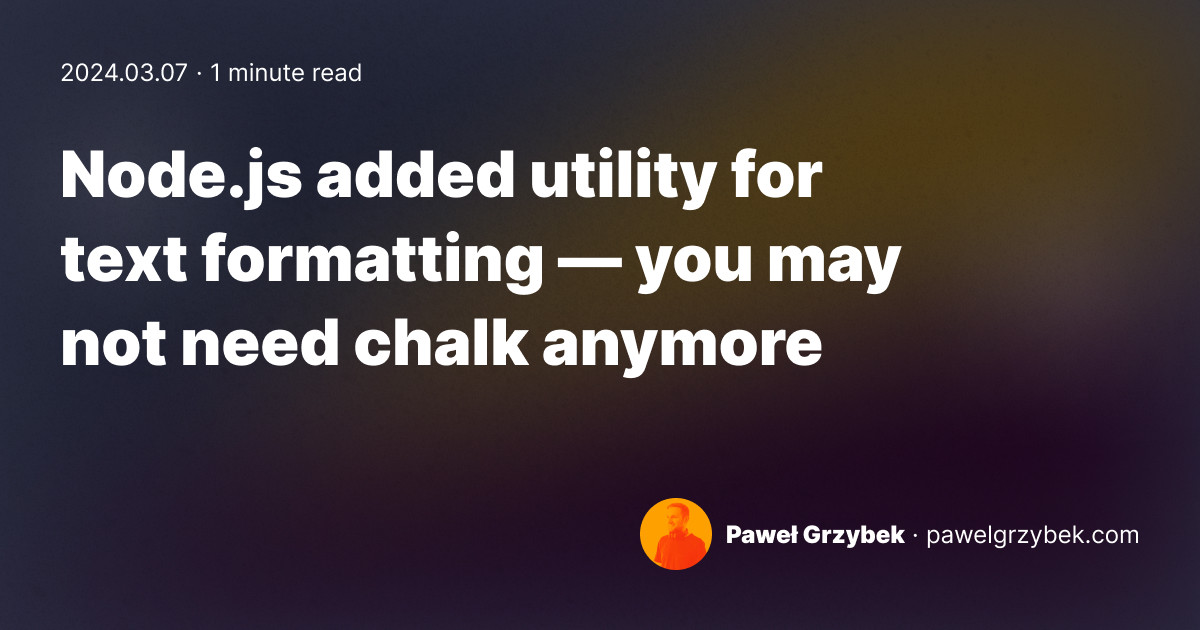 2024.03.07 · 1 minute read
Node.js added utility for
text formatting — you may
not need chalk anymore
Paweł Grzybek · pawelgrzybek.com